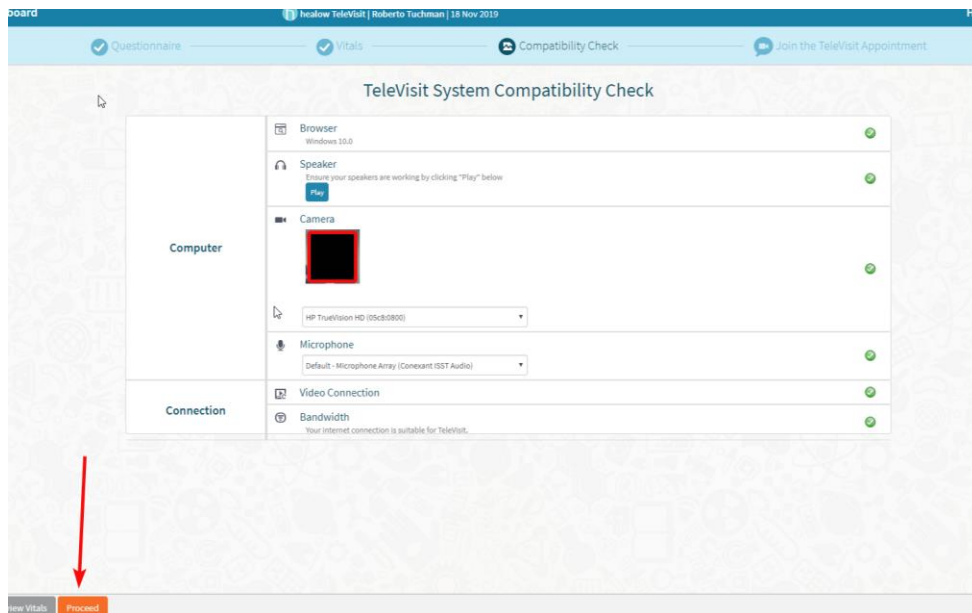 board
healow TeleVisit | Roberto Tuchman | 18 Nov 2019
Questionnaire
Vitals
Compatibility Check
Join the TeleVisit Appointment
TeleVisit System Compatibility Check
Computer
Browser
Windows 10.0
Speaker
Ensure your speakers are working by clicking "Play" below
Play
Camera
HP TrueVision HD (05c8:0800)
Microphone
Default - Microphone Array (Conexant ISST Audio)
Connection
Video Connection
Bandwidth
Your internet connection is suitable for TeleVisit.
iew Vitals
Proceed